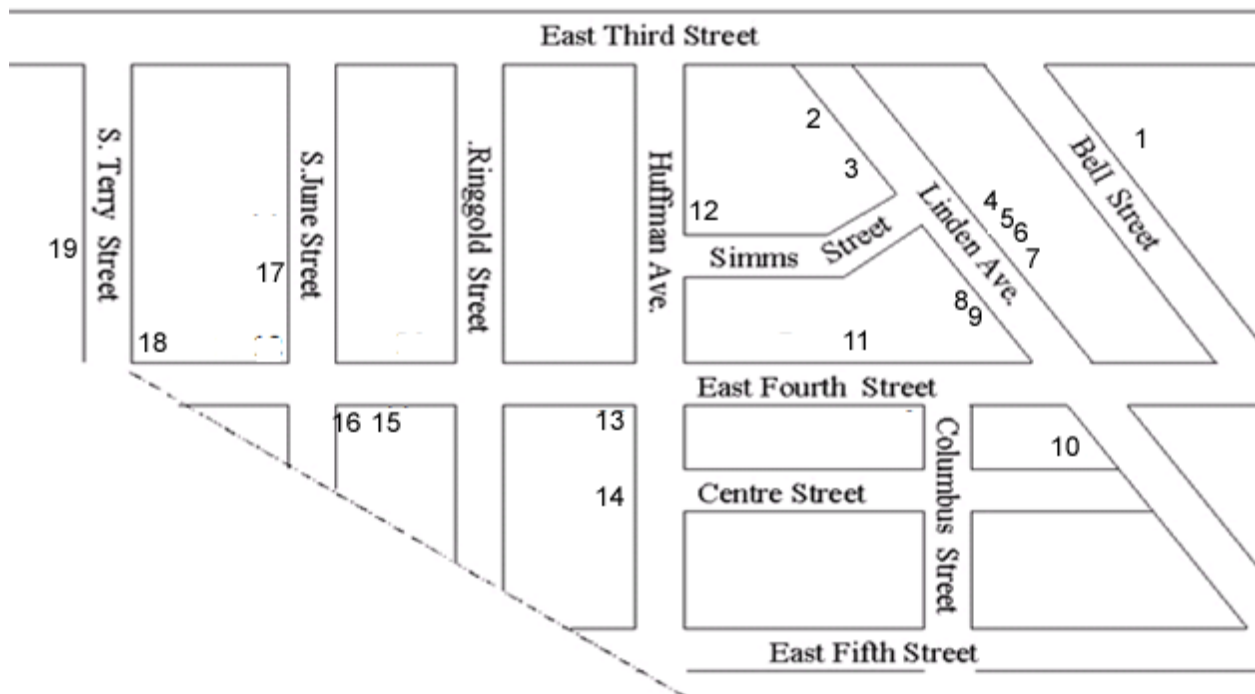 East Third Street
S. Terry Street
S.June Street
.Ringgold Street
Huffman Ave.
Linden Ave.
Bell Street
1
2
3
4
5
6
7
12
Simms Street
19
17
8
9
18
11
East Fourth Street
16
15
13
10
14
Centre Street
Columbus Street
East Fifth Street